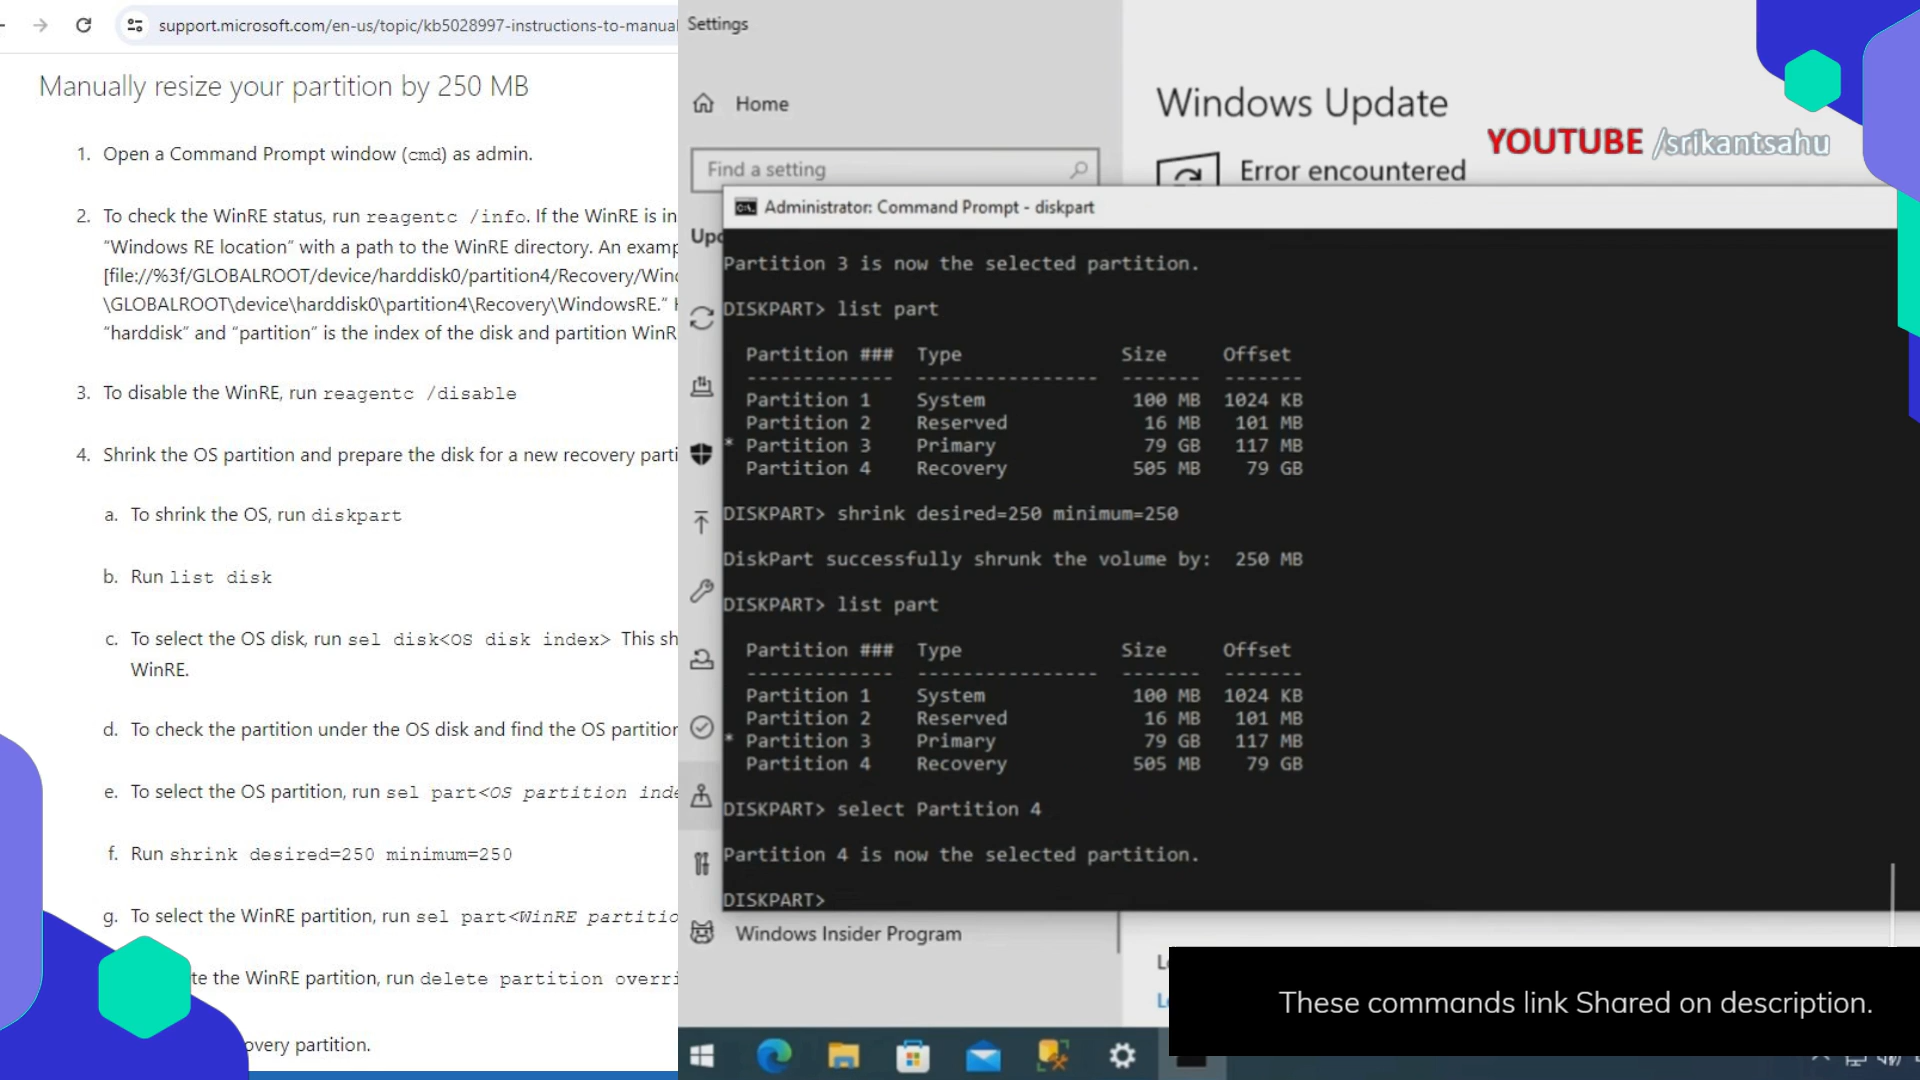 support.microsoft.com/en-us/topic/kb5028997-instructions-to-manual
Manually resize your partition by 250 MB
1. Open a Command Prompt window (cmd) as admin.
2. To check the WinRE status, run reagentc /info. If the WinRE is in
“Windows RE location” with a path to the WinRE directory. An examp
[file://%3f/GLOBALROOT/device/harddisk0/partition4/Recovery/Wind
\GLOBALROOT\device\harddisk0\partition4\Recovery\WindowsRE.”
“harddisk” and “partition” is the index of the disk and partition WinR
3. To disable the WinRE, run reagentc /disable
4. Shrink the OS partition and prepare the disk for a new recovery parti
a. To shrink the OS, run diskpart
b. Run list disk
c. To select the OS disk, run sel disk<OS disk index> This sh
WinRE.
d. To check the partition under the OS disk and find the OS partition
e. To select the OS partition, run sel part<OS partition inde
f. Run shrink desired=250 minimum=250
g. To select the WinRE partition, run sel part<WinRE partitio
te the WinRE partition, run delete partition overri
overy partition.
Settings
Home
Find a setting
Upd
Windows Update
YOUTUBE /srikantsahu
Error encountered
Administrator: Command Prompt - diskpart
Partition 3 is now the selected partition.
DISKPART> list part
Partition ### Type Size Offset
------------- ---------------- ------- -------
Partition 1 System 100 MB 1024 KB
Partition 2 Reserved 16 MB 101 MB
* Partition 3 Primary 79 GB 117 MB
Partition 4 Recovery 505 MB 79 GB
DISKPART> shrink desired=250 minimum=250
DiskPart successfully shrunk the volume by: 250 MB
DISKPART> list part
Partition ### Type Size Offset
------------- ---------------- ------- -------
Partition 1 System 100 MB 1024 KB
Partition 2 Reserved 16 MB 101 MB
* Partition 3 Primary 79 GB 117 MB
Partition 4 Recovery 505 MB 79 GB
DISKPART> select Partition 4
Partition 4 is now the selected partition.
DISKPART>
Windows Insider Program
These commands link Shared on description.